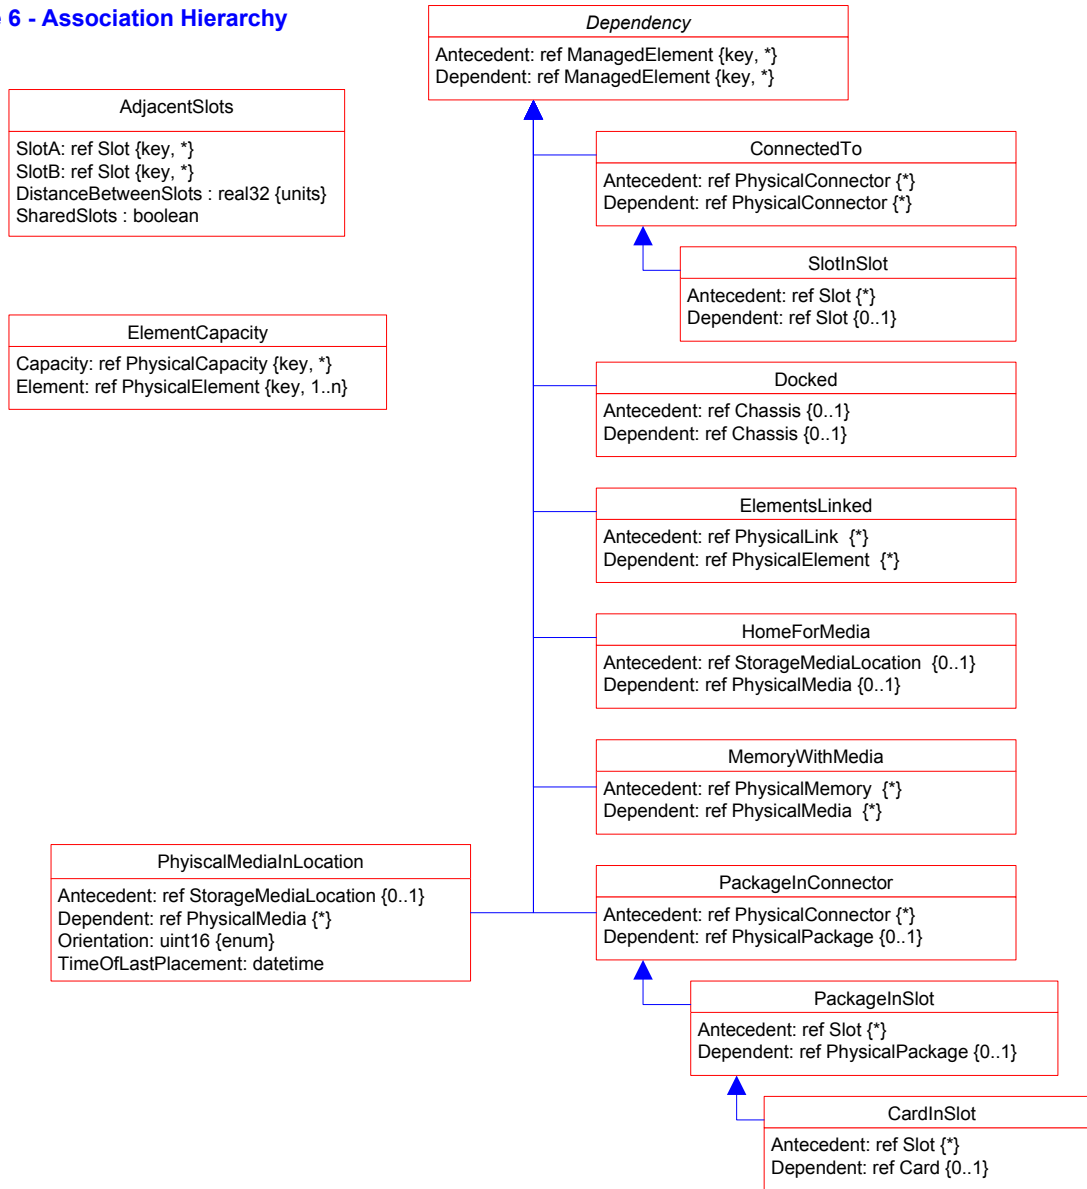 6 - Association Hierarchy
Dependency
Antecedent: ref ManagedElement {key, *}
Dependent: ref ManagedElement {key, *}
AdjacentSlots
SlotA: ref Slot {key, *}
SlotB: ref Slot {key, *}
DistanceBetweenSlots : real32 {units}
SharedSlots : boolean
ConnectedTo
Antecedent: ref PhysicalConnector {*}
Dependent: ref PhysicalConnector {*}
SlotInSlot
Antecedent: ref Slot {*}
Dependent: ref Slot {0..1}
ElementCapacity
Capacity: ref PhysicalCapacity {key, *}
Element: ref PhysicalElement {key, 1..n}
Docked
Antecedent: ref Chassis {0..1}
Dependent: ref Chassis {0..1}
ElementsLinked
Antecedent: ref PhysicalLink {*}
Dependent: ref PhysicalElement {*}
HomeForMedia
Antecedent: ref StorageMediaLocation {0..1}
Dependent: ref PhysicalMedia {0..1}
MemoryWithMedia
Antecedent: ref PhysicalMemory {*}
Dependent: ref PhysicalMedia {*}
PhyiscalMediaInLocation
Antecedent: ref StorageMediaLocation {0..1}
Dependent: ref PhysicalMedia {*}
Orientation: uint16 {enum}
TimeOfLastPlacement: datetime
PackageInConnector
Antecedent: ref PhysicalConnector {*}
Dependent: ref PhysicalPackage {0..1}
PackageInSlot
Antecedent: ref Slot {*}
Dependent: ref PhysicalPackage {0..1}
CardInSlot
Antecedent: ref Slot {*}
Dependent: ref Card {0..1}